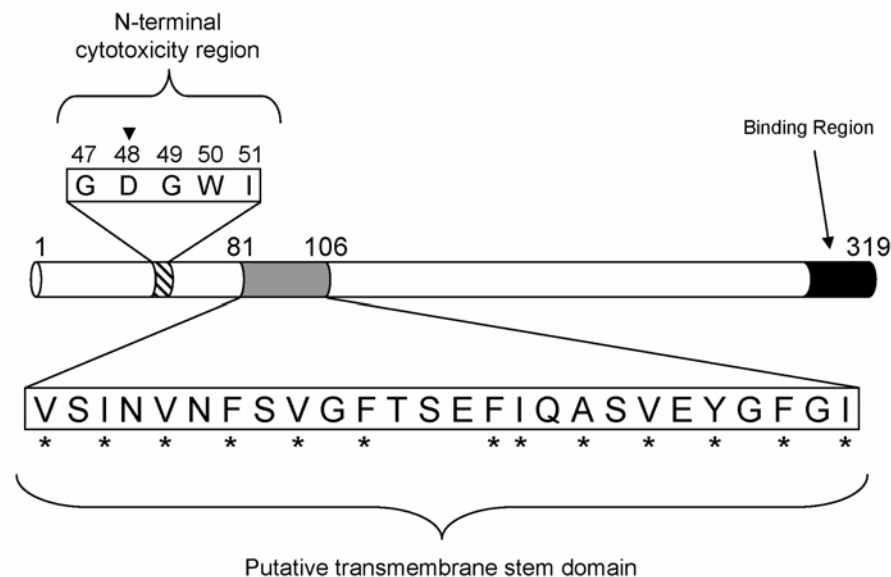 N-terminal
cytotoxicity region
Binding Region
▼
47 48 49 50 51
G D G W I
1 81 106 319
V S I N V N F S V G F T S E F I Q A S V E Y G F G I
* * * * * * * * * * * * *
Putative transmembrane stem domain